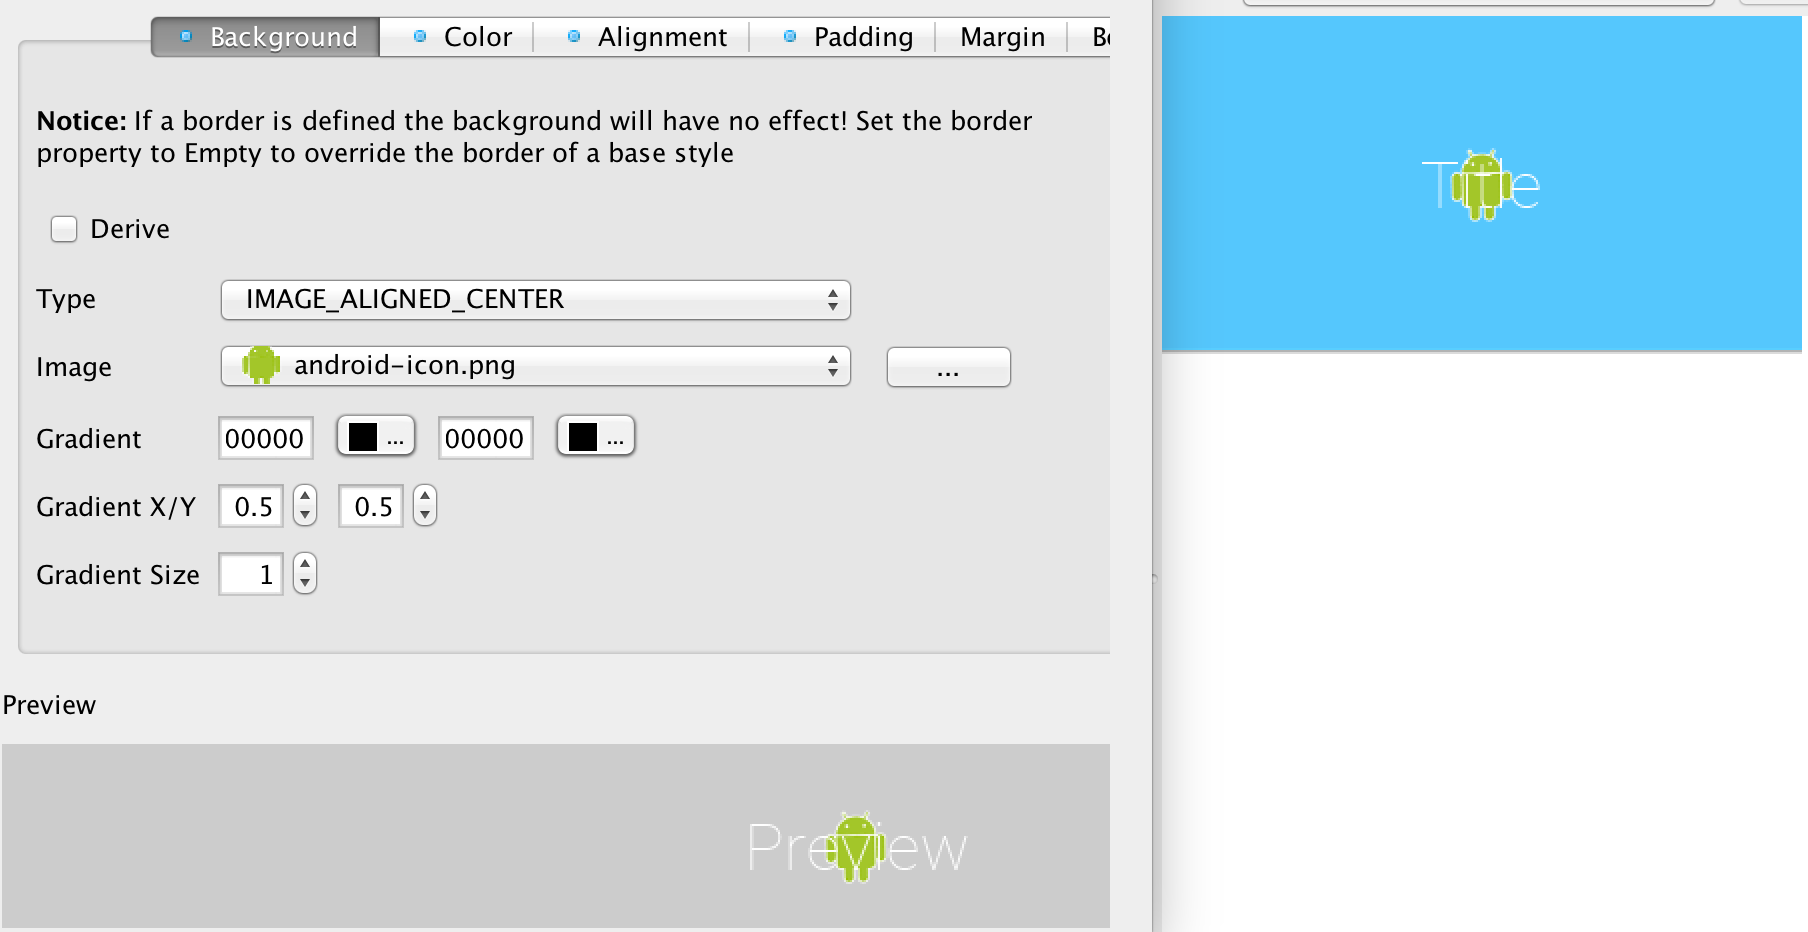 Background Color Alignment Padding Margin
Notice: If a border is defined the background will have no effect! Set the border
property to Empty to override the border of a base style
Derive
Type IMAGE_ALIGNED_CENTER
Image android-icon.png ...
Gradient 00000 ... 00000 ...
Gradient X/Y 0.5 0.5
Gradient Size 1
Preview
Preview
Title